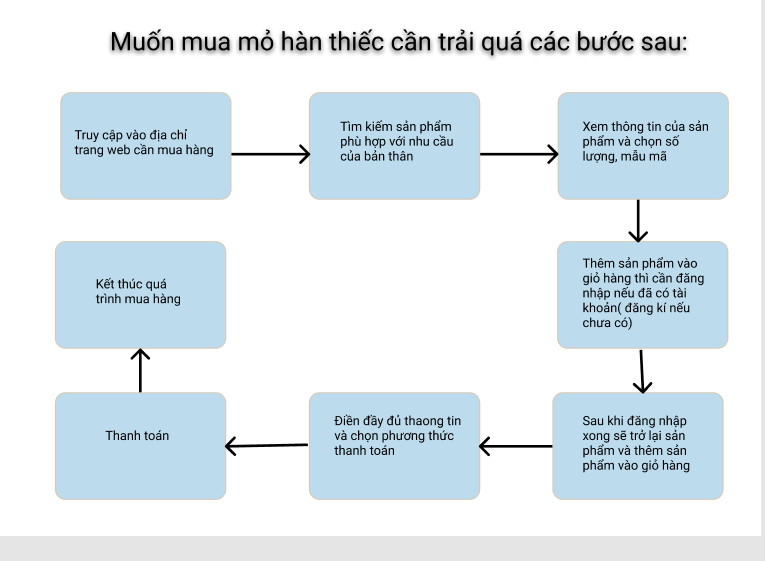 Muốn mua mỏ hàn thiếc cần trải quá các bước sau:
Truy cập vào địa chỉ
trang web cần mua hàng
Tìm kiếm sản phẩm
phù hợp với nhu cầu
của bản thân
Xem thông tin của sản
phẩm và chọn số
lượng, mẫu mã
Thêm sản phẩm vào
giỏ hàng thì cần đăng
nhập nếu đã có tài
khoản( đăng kí nếu
chưa có)
Sau khi đăng nhập
xong sẽ trở lại sản
phẩm và thêm sản
phẩm vào giỏ hàng
Điền đầy đủ thaong tin
và chọn phương thức
thanh toán
Thanh toán
Kết thúc quá
trình mua hàng